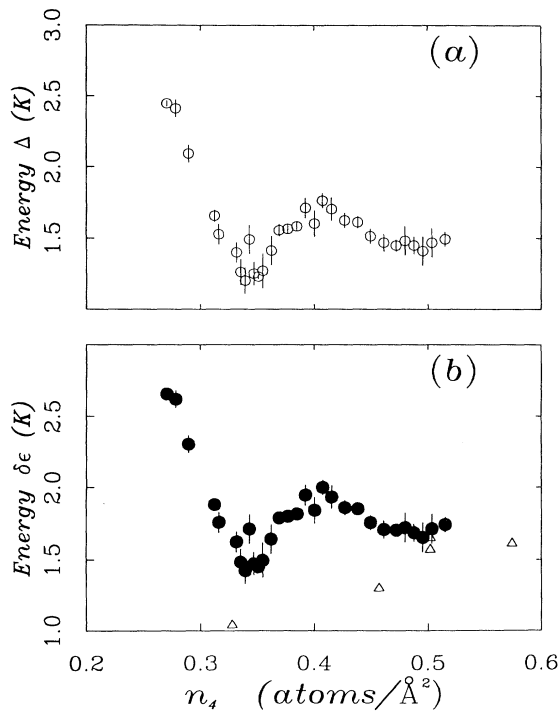 3.0
(a)
2.5
Energy Δ (K)
2.0
1.5
(b)
2.5
Energy δϵ (K)
2.0
1.5
1.0
0.2 0.3 0.4 0.5 0.6
n₄ (atoms/Å²)